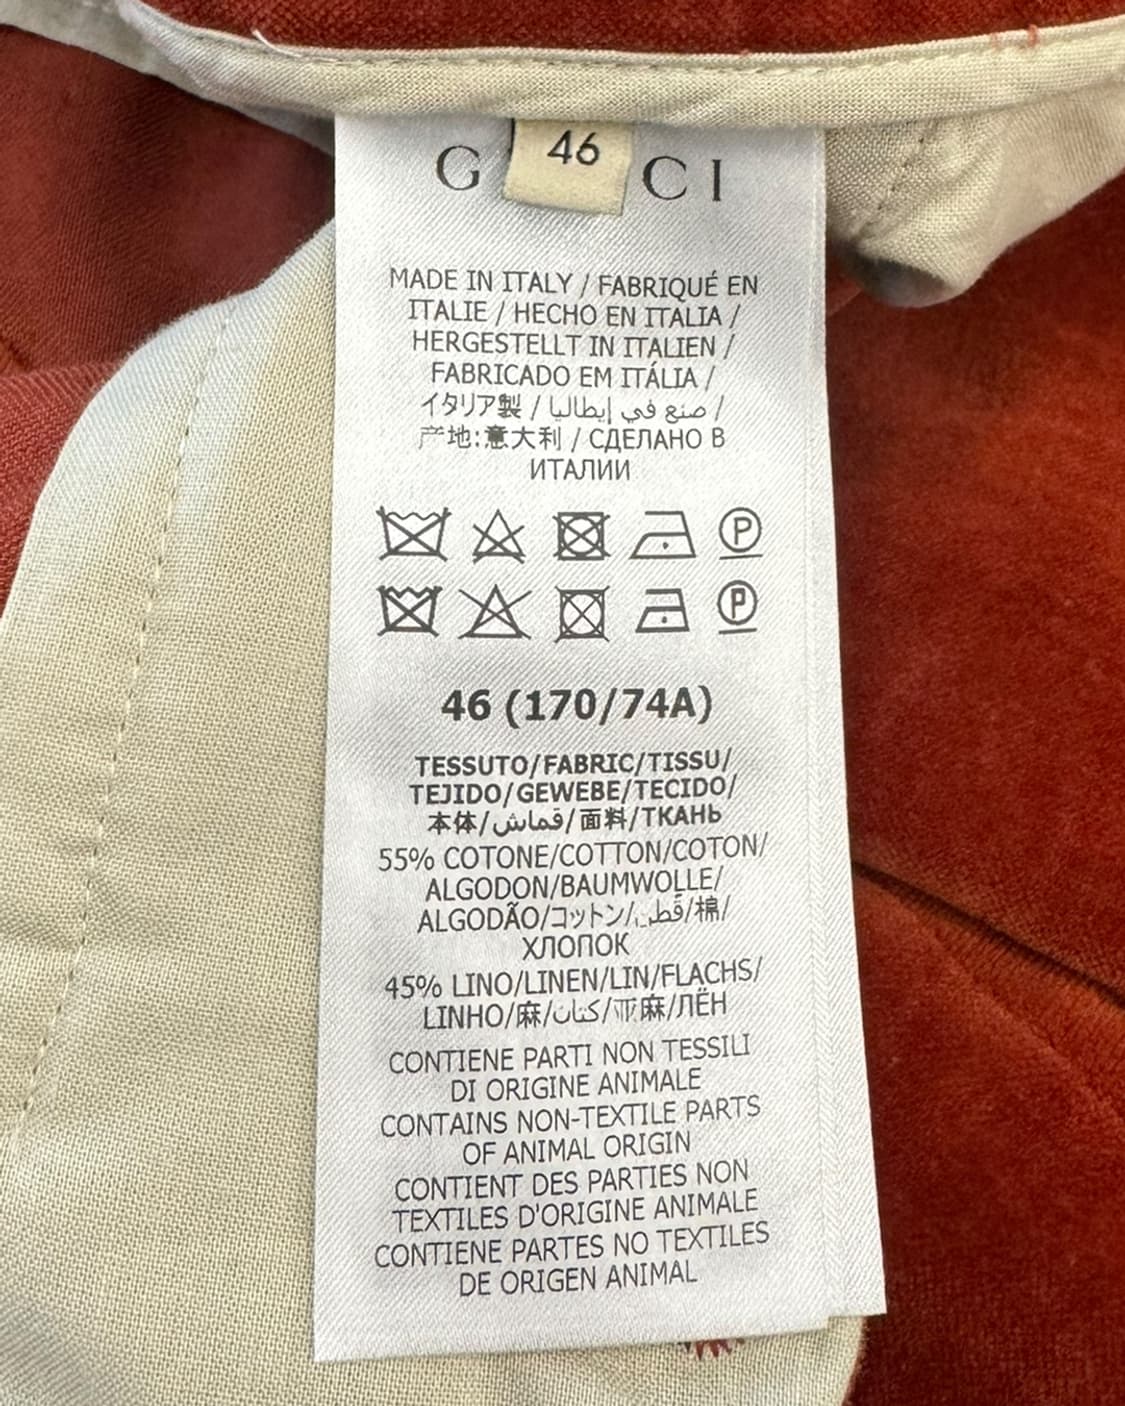 46
G CI
MADE IN ITALY / FABRIQUÉ EN
ITALIE / HECHO EN ITALIA /
HERGESTELLT IN ITALIEN /
FABRICADO EM ITÁLIA /
イタリア製 / صنع في إيطاليا /
产地:意大利 / СДЕЛАНО В
ИТАЛИИ
P
P
46 (170/74A)
TESSUTO/FABRIC/TISSU/
TEJIDO/GEWEBE/TECIDO/
本体/قماش/面料/ТКАНЬ
55% COTONE/COTTON/COTON/
ALGODON/BAUMWOLLE/
ALGODÃO/コットン/قطن/棉/
ХЛОПОК
45% LINO/LINEN/LIN/FLACHS/
LINHO/麻/كتان/亚麻/ЛЁН
CONTIENE PARTI NON TESSILI
DI ORIGINE ANIMALE
CONTAINS NON-TEXTILE PARTS
OF ANIMAL ORIGIN
CONTIENT DES PARTIES NON
TEXTILES D'ORIGINE ANIMALE
CONTIENE PARTES NO TEXTILES
DE ORIGEN ANIMAL